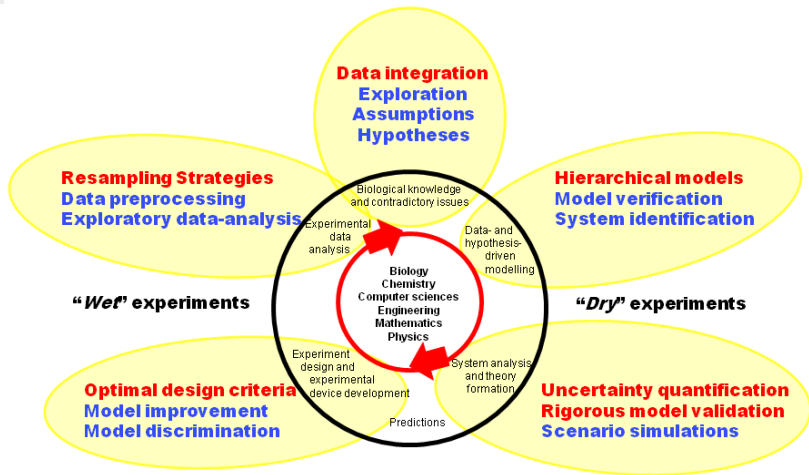 Data integration
Exploration
Assumptions
Hypotheses
Resampling Strategies
Data preprocessing
Exploratory data-analysis
Hierarchical models
Model verification
System identification
Biological knowledge
and contradictory issues
Experimental
data
analysis
Data- and
hypothesis-
driven
modelling
Biology
Chemistry
Computer sciences
Engineering
Mathematics
Physics
“Wet” experiments
“Dry” experiments
Experiment
design and
experimental
device development
System analysis
and theory
formation
Predictions
Optimal design criteria
Model improvement
Model discrimination
Uncertainty quantification
Rigorous model validation
Scenario simulations